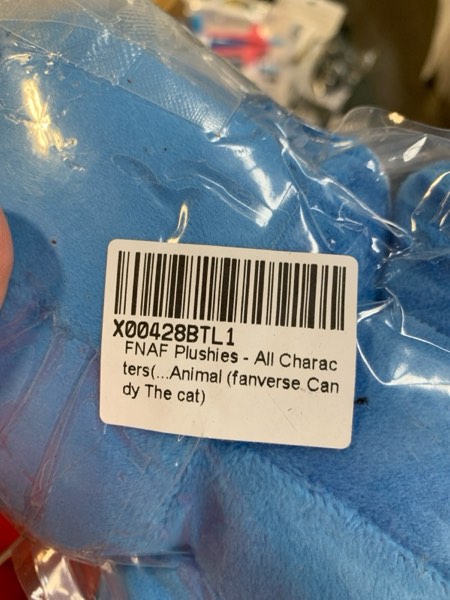 X00428BTL1
FNAF Plushies - All Charac
ters(...Animal (fanverse Can
dy The cat)